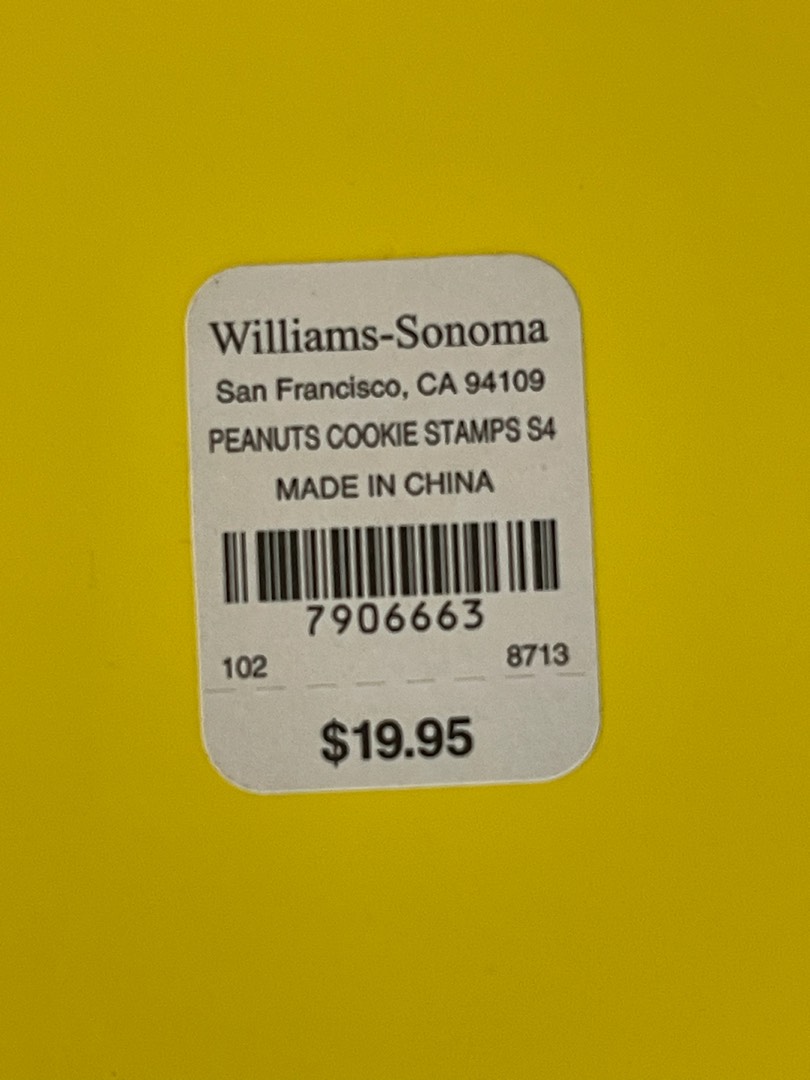 Williams-Sonoma
San Francisco, CA 94109
PEANUTS COOKIE STAMPS S4
MADE IN CHINA
7906663
102 8713
$19.95